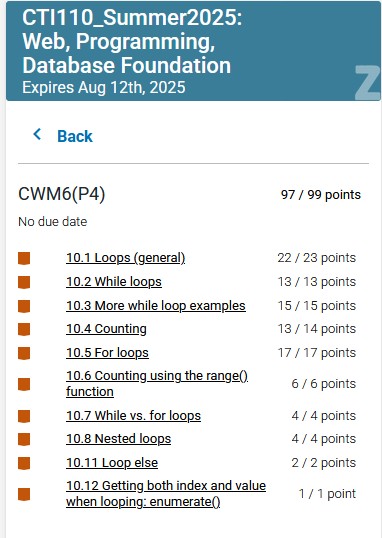 CTI110_Summer2025:
Web, Programming,
Database Foundation
Expires Aug 12th, 2025
Z
Back
CWM6(P4) 97 / 99 points
No due date
10.1 Loops (general) 22 / 23 points
10.2 While loops 13 / 13 points
10.3 More while loop examples 15 / 15 points
10.4 Counting 13 / 14 points
10.5 For loops 17 / 17 points
10.6 Counting using the range()
function 6 / 6 points
10.7 While vs. for loops 4 / 4 points
10.8 Nested loops 4 / 4 points
10.11 Loop else 2 / 2 points
10.12 Getting both index and value
when looping: enumerate() 1 / 1 point